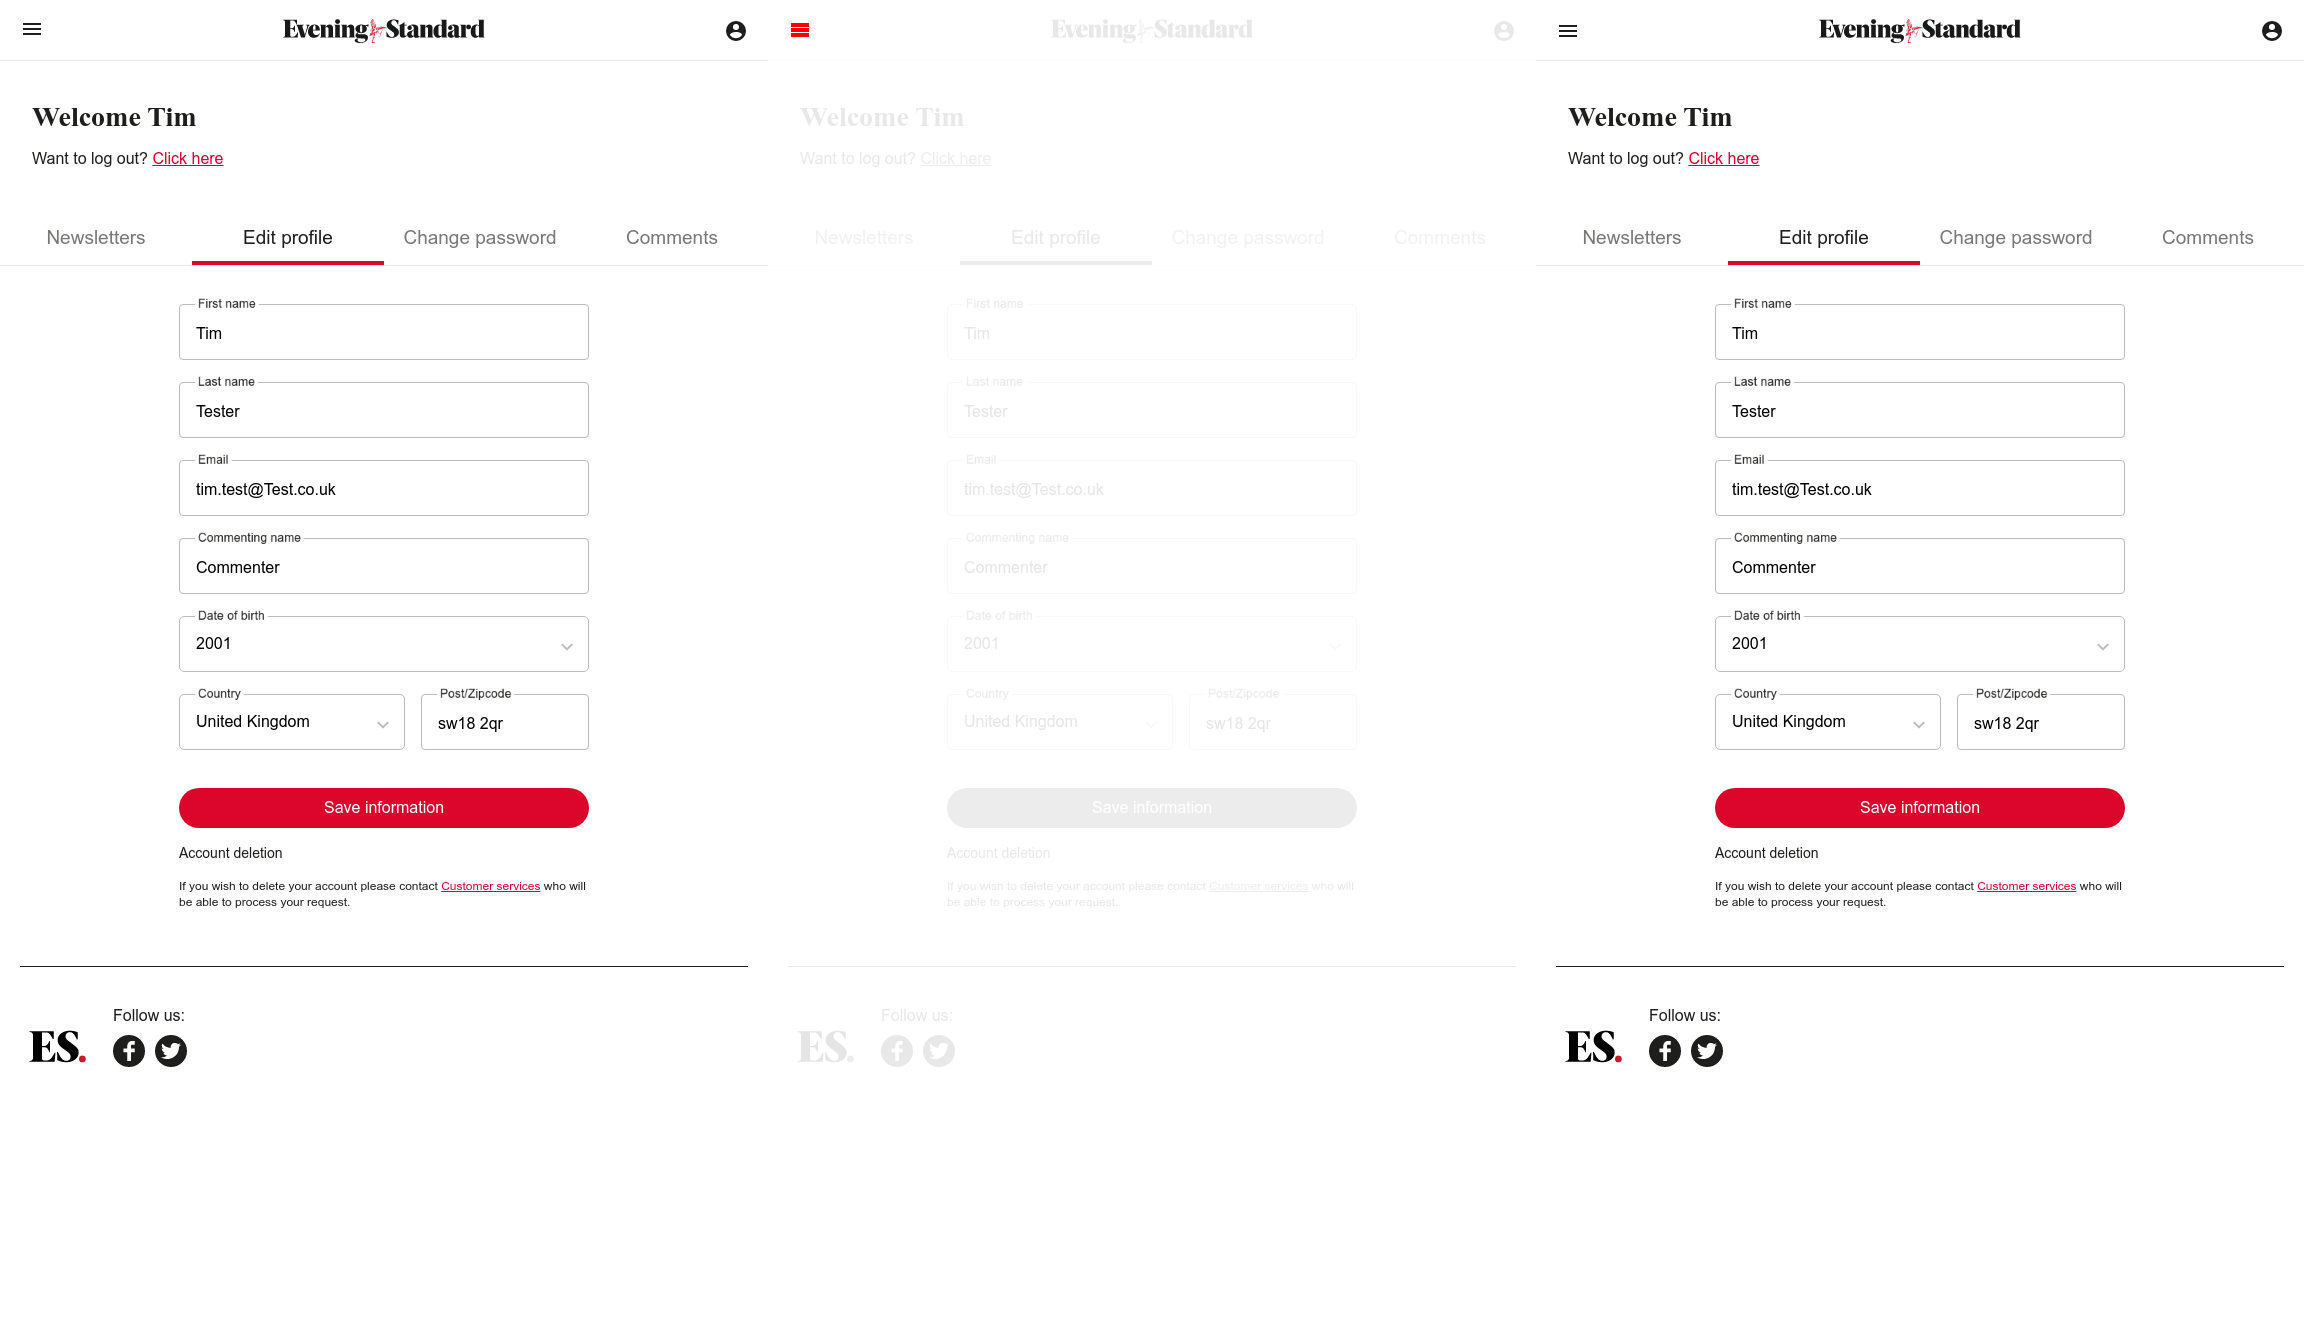 Evening Standard
Welcome Tim
Want to log out? Click here
Newsletters Edit profile Change password Comments
First name
Tim
Last name
Tester
Email
tim.test@Test.co.uk
Commenting name
Commenter
Date of birth
2001
Country Post/Zipcode
United Kingdom sw18 2qr
Save information
Account deletion
If you wish to delete your account please contact Customer services who will
be able to process your request.
Follow us:
ES.
Evening Standard
Welcome Tim
Want to log out? Click here
Newsletters Edit profile Change password Comments
First name
Tim
Last name
Tester
Email
tim.test@Test.co.uk
Commenting name
Commenter
Date of birth
2001
Country Post/Zipcode
United Kingdom sw18 2qr
Save information
Account deletion
If you wish to delete your account please contact Customer services who will
be able to process your request.
Follow us:
ES.
Evening Standard
Welcome Tim
Want to log out? Click here
Newsletters Edit profile Change password Comments
First name
Tim
Last name
Tester
Email
tim.test@Test.co.uk
Commenting name
Commenter
Date of birth
2001
Country Post/Zipcode
United Kingdom sw18 2qr
Save information
Account deletion
If you wish to delete your account please contact Customer services who will
be able to process your request.
Follow us:
ES.